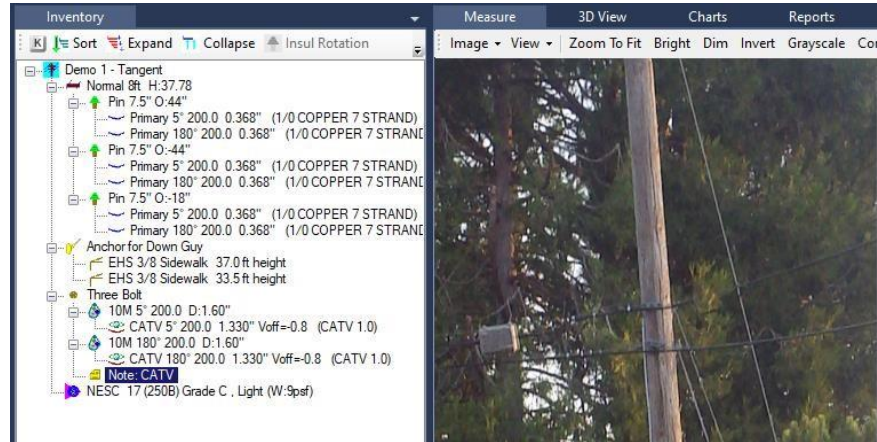 Inventory
Measure 3D View Charts Reports
K Sort Expand Collapse Insul Rotation
Image View Zoom To Fit Bright Dim Invert Grayscale Cor
Demo 1 - Tangent
Normal 8ft H:37.78
Pin 7.5" O:44"
Primary 5° 200.0 0.368" (1/0 COPPER 7 STRAND)
Primary 180° 200.0 0.368" (1/0 COPPER 7 STRAND
Pin 7.5" O:-44"
Primary 5° 200.0 0.368" (1/0 COPPER 7 STRAND)
Primary 180° 200.0 0.368" (1/0 COPPER 7 STRAND
Pin 7.5" O:-18"
Primary 5° 200.0 0.368" (1/0 COPPER 7 STRAND)
Primary 180° 200.0 0.368" (1/0 COPPER 7 STRAND
Anchor for Down Guy
EHS 3/8 Sidewalk 37.0 ft height
EHS 3/8 Sidewalk 33.5 ft height
Three Bolt
10M 5° 200.0 D:1.60"
CATV 5° 200.0 1.330" Voff=-0.8 (CATV 1.0)
10M 180° 200.0 D:1.60"
CATV 180° 200.0 1.330" Voff=-0.8 (CATV 1.0)
Note: CATV
NESC 17 (250B) Grade C , Light (W:9psf)